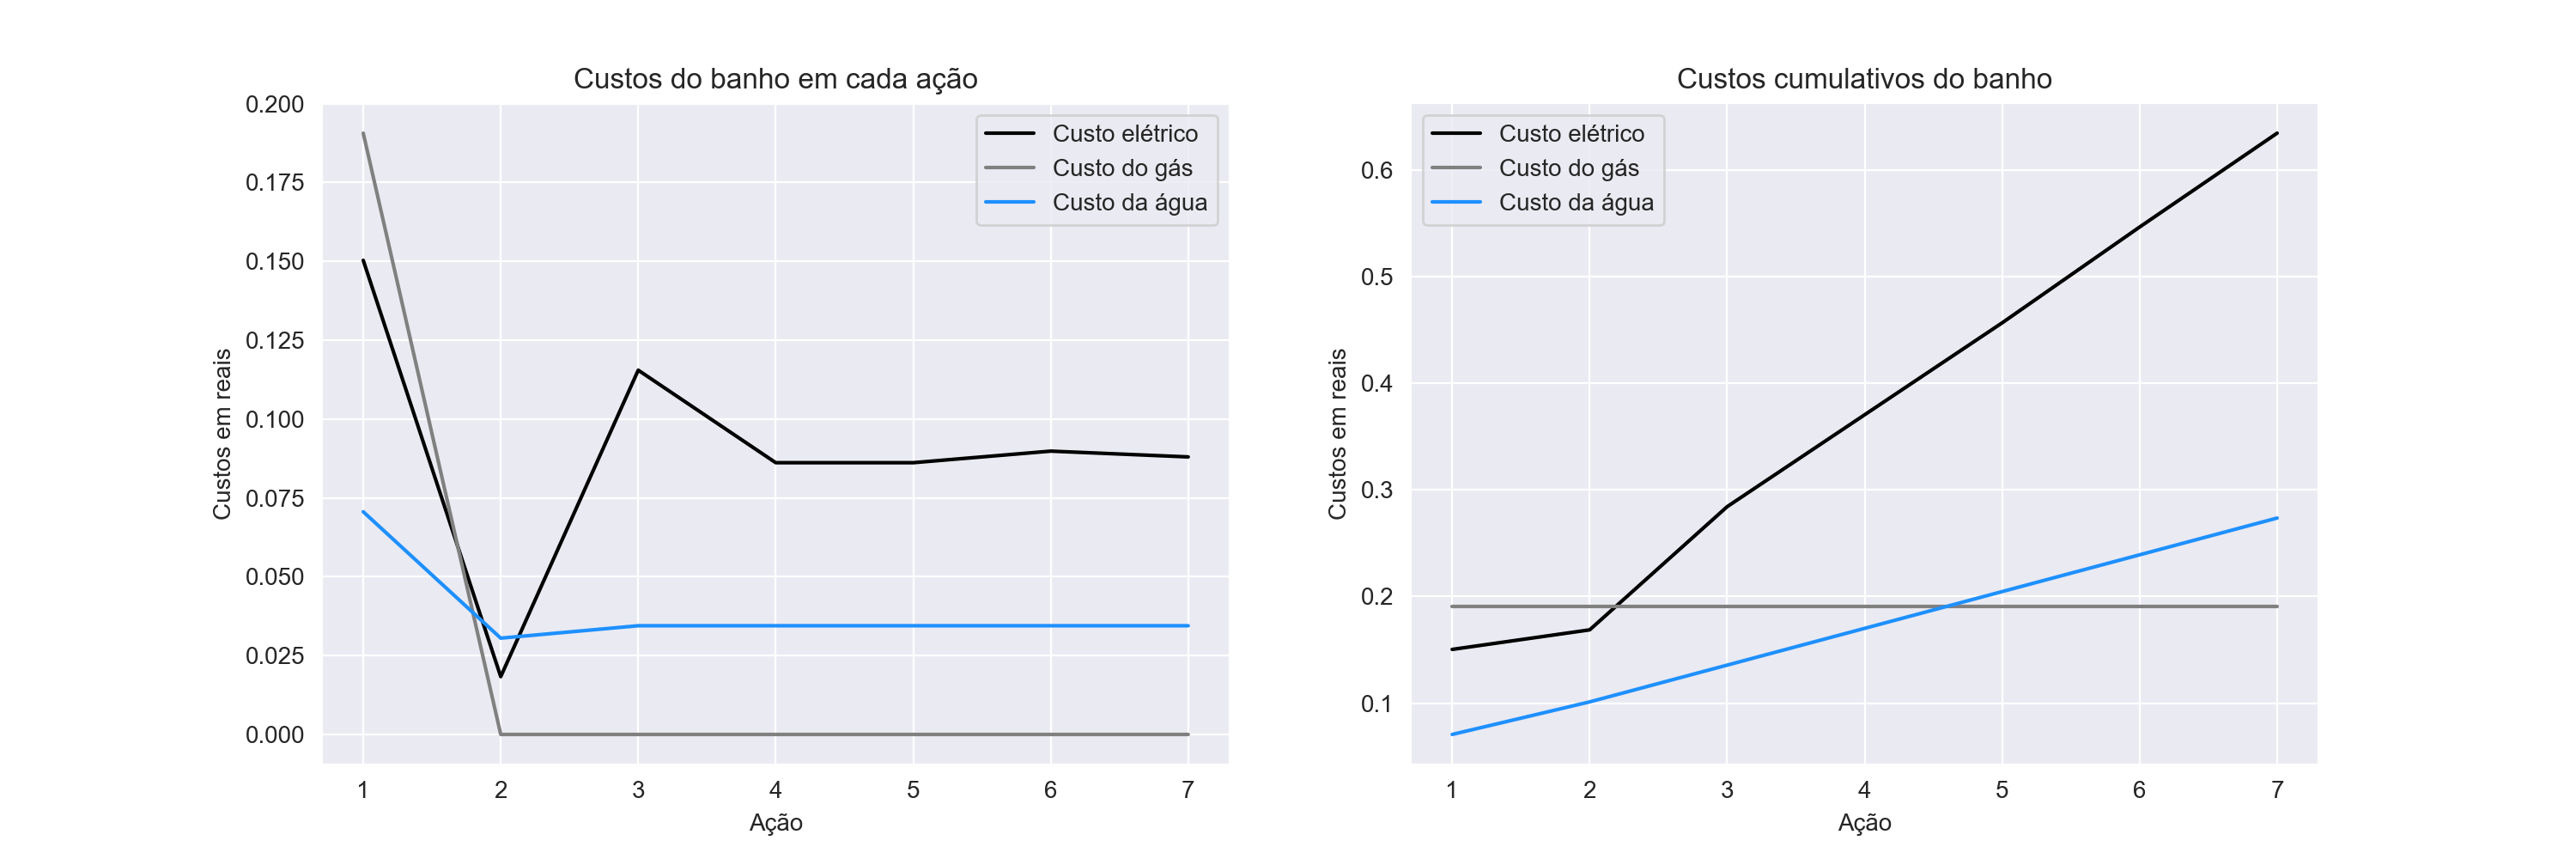 Custos do banho em cada ação
0.200
0.175
0.150
0.125
0.100
0.075
0.050
0.025
0.000
Custos em reais
Custo elétrico
Custo do gás
Custo da água
1 2 3 4 5 6 7
Ação
Custos cumulativos do banho
0.6
0.5
0.4
0.3
0.2
0.1
Custos em reais
Custo elétrico
Custo do gás
Custo da água
1 2 3 4 5 6 7
Ação